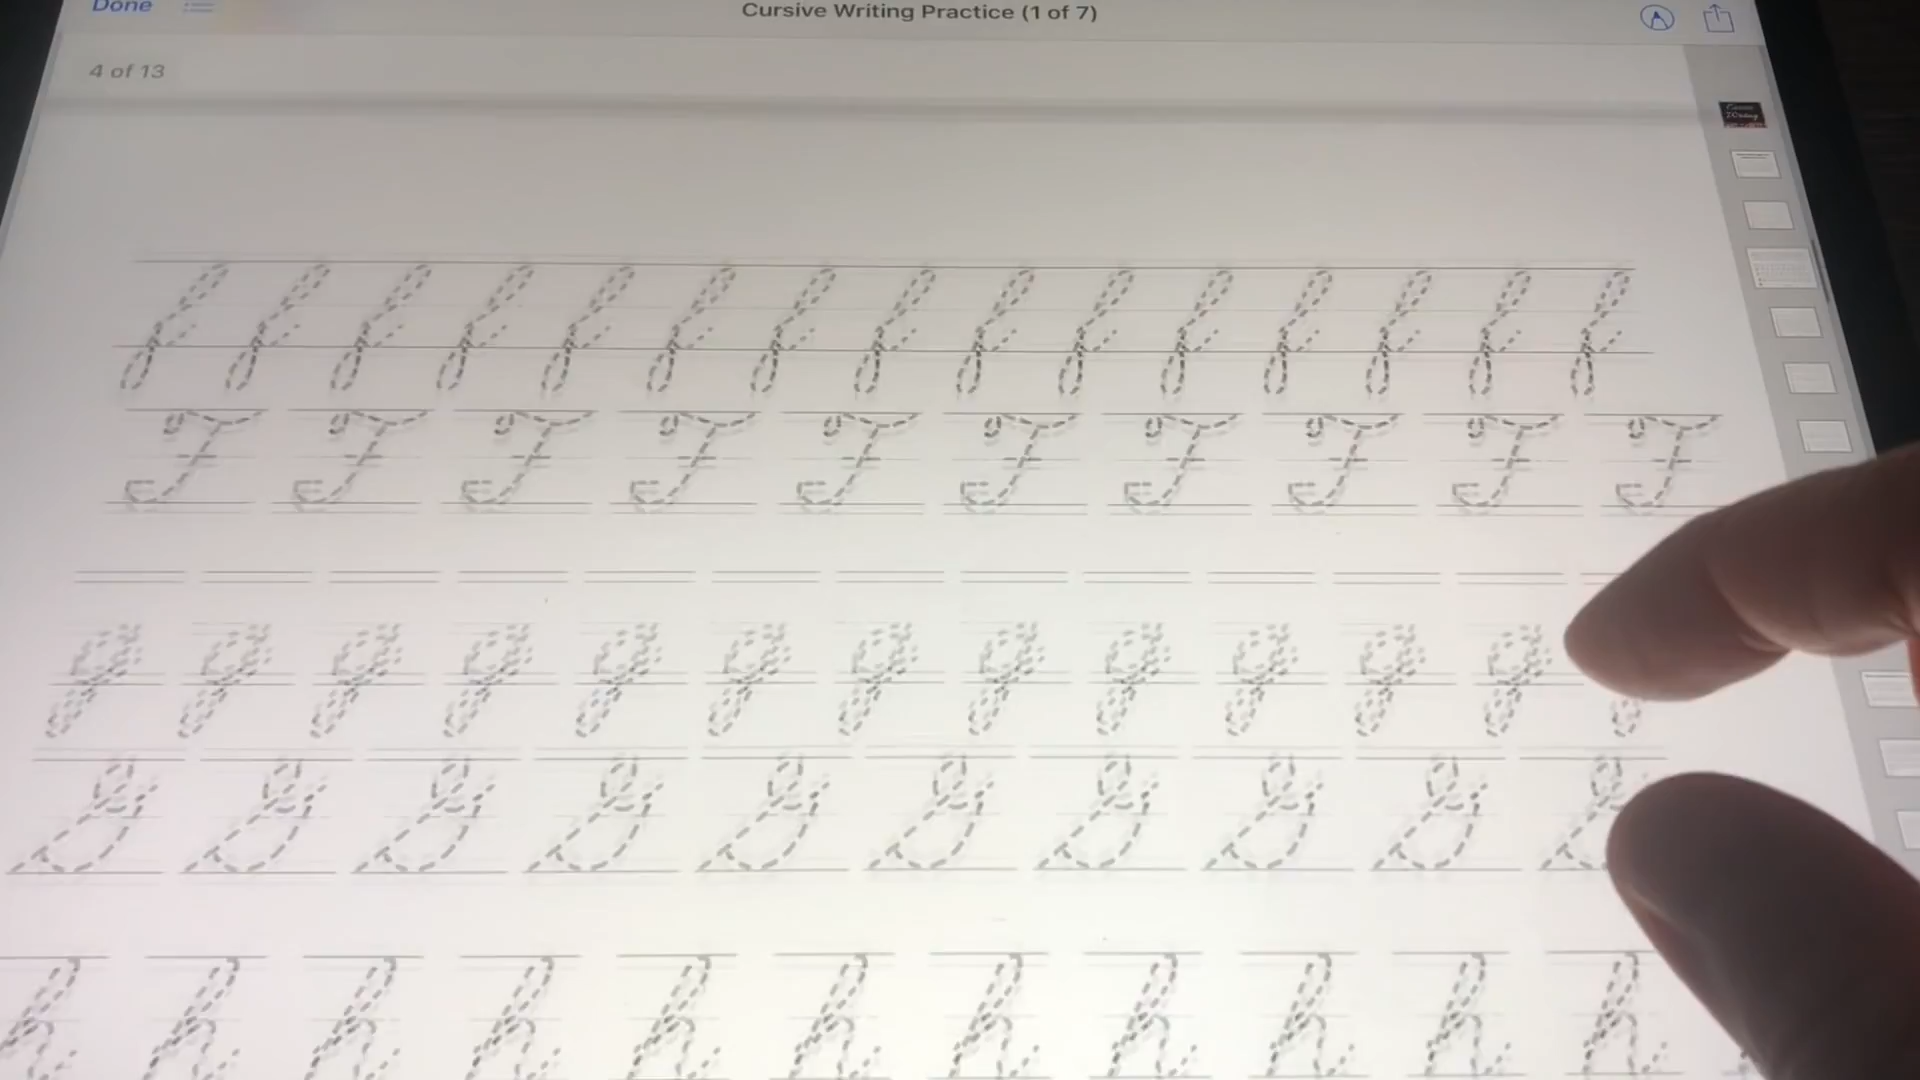 Done
Cursive Writing Practice (1 of 7)
4 of 13
f f f f f f f f f f f f f f f
F F F F F F F F F F
g g g g g g g g g g g g g
G G G G G G G G G G
h h h h h h h h h h h